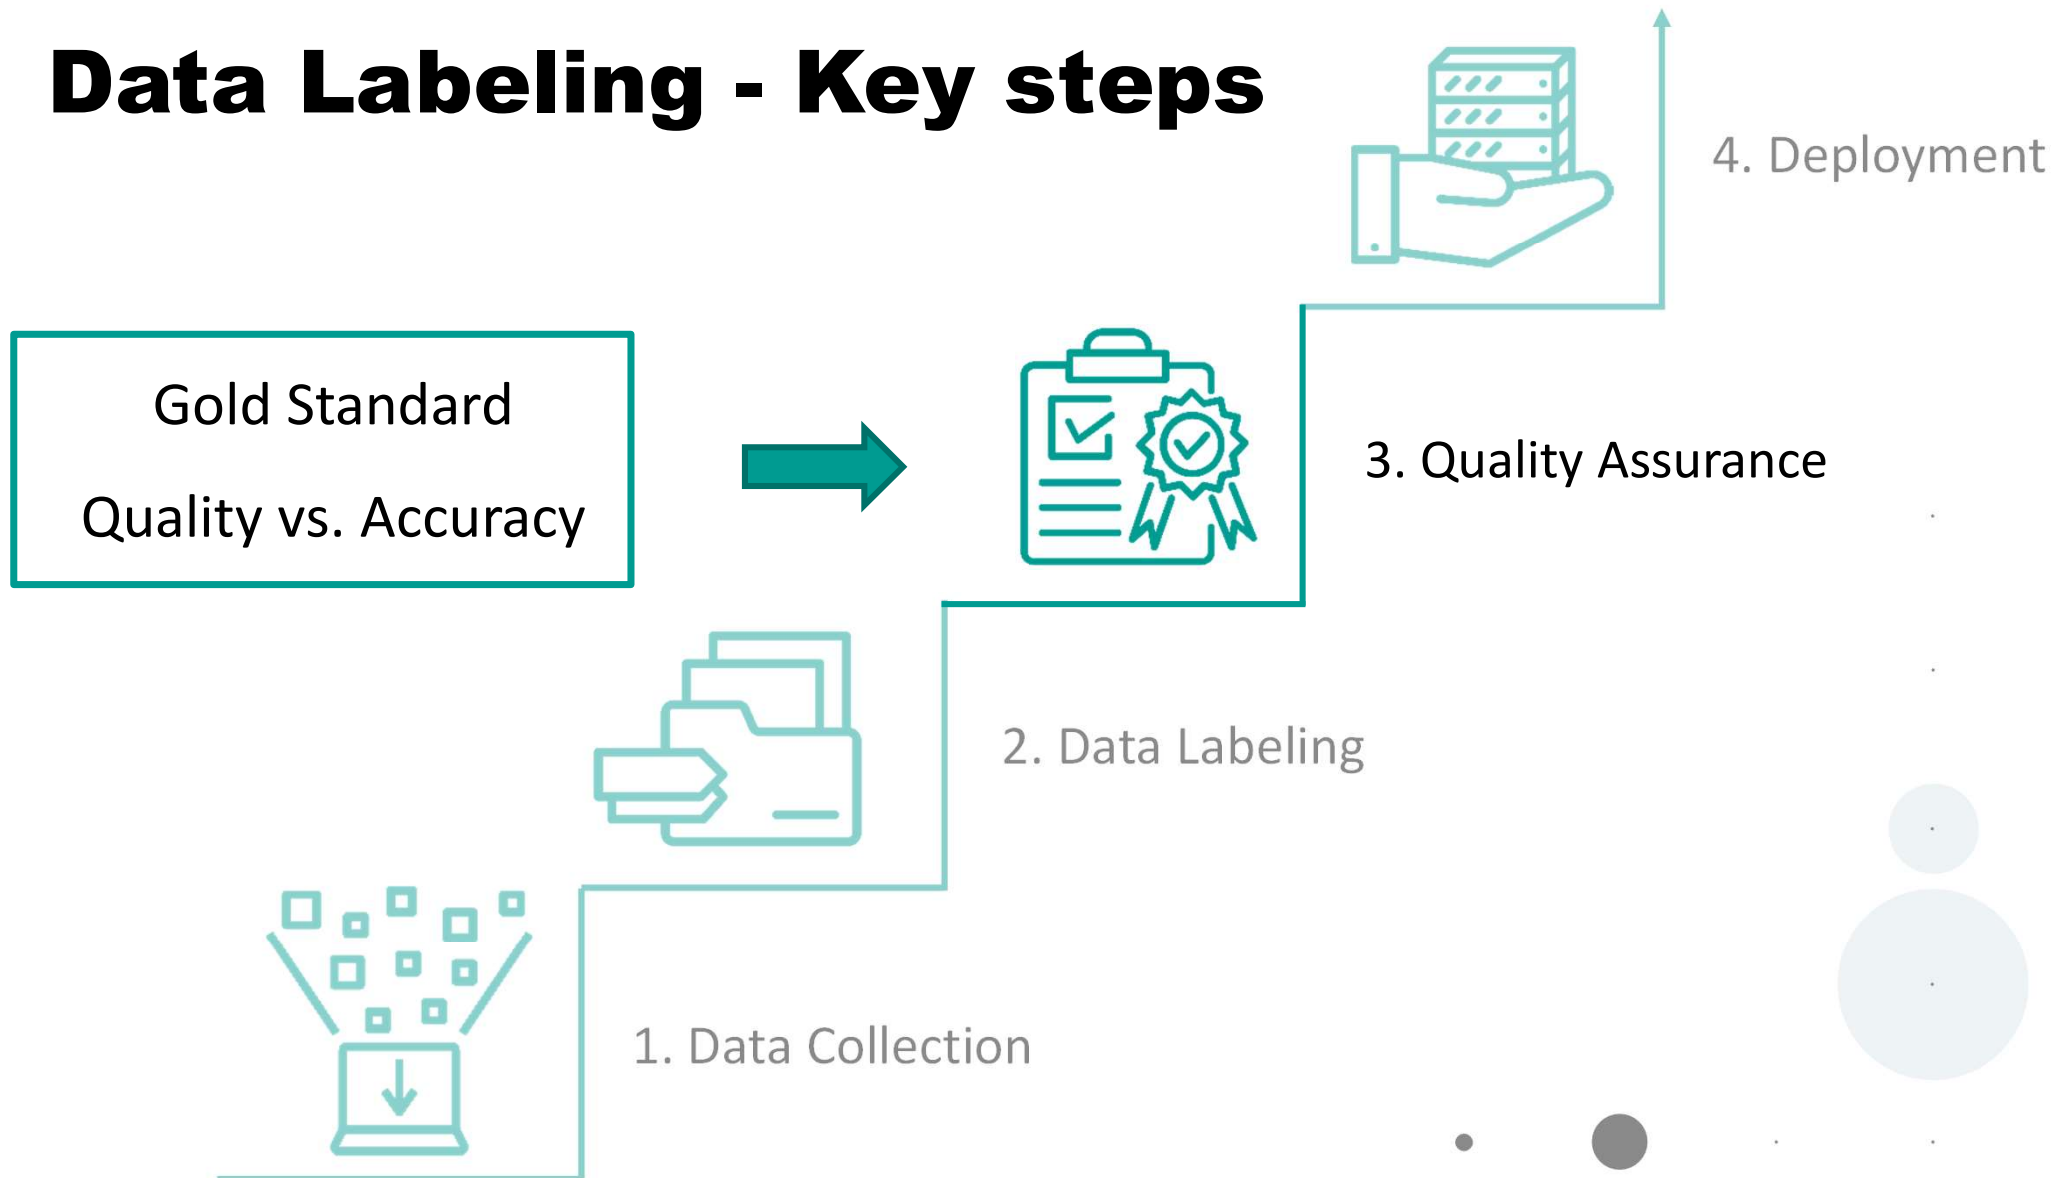 Data Labeling - Key steps
4. Deployment
Gold Standard
Quality vs. Accuracy
3. Quality Assurance
2. Data Labeling
1. Data Collection